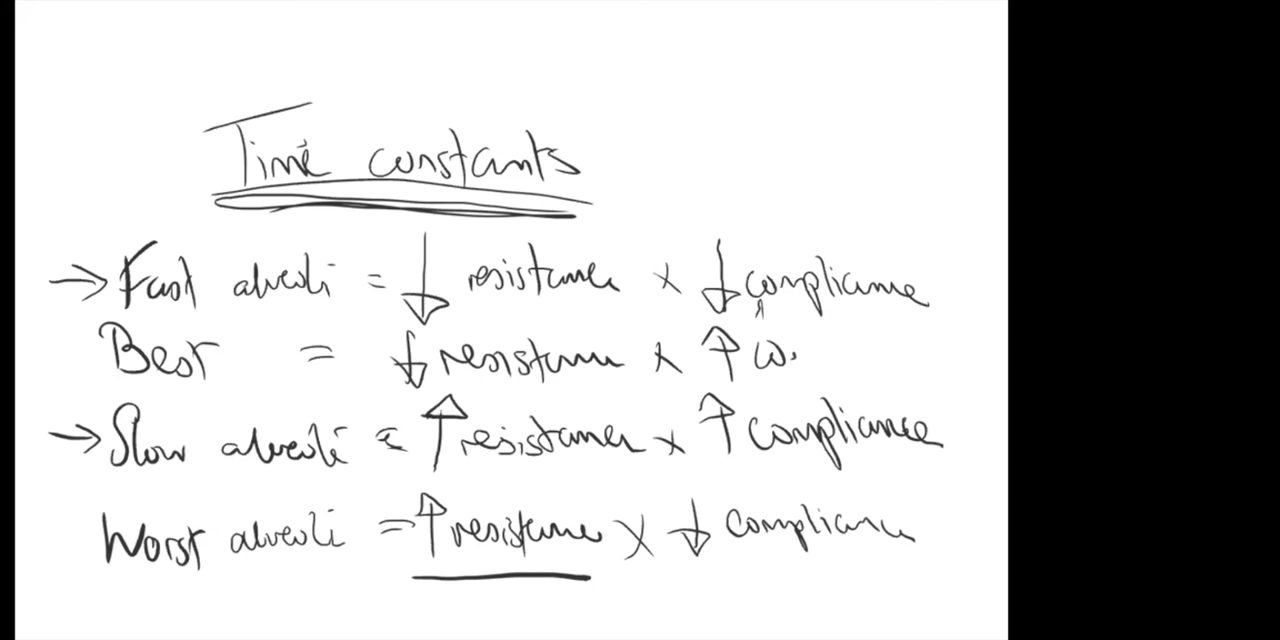 Time constants
→ Fast alveoli = ↓ resistance × ↓ compliance
Best = ↓ resistance × ↑ co.
→ Slow alveoli = ↑ resistance × ↑ compliance
Worst alveoli = ↑ resistance × ↓ compliance